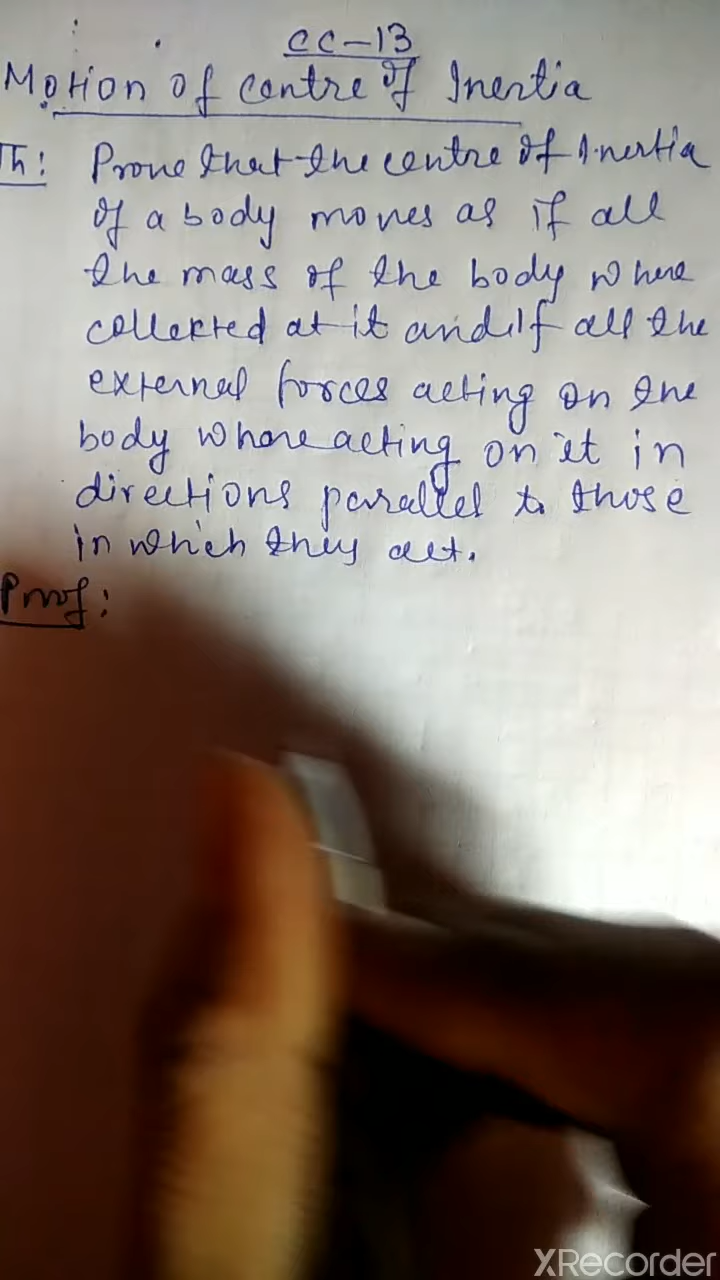 CC-13
Motion of centre of Inertia
Th: Prove that the centre of Inertia
of a body moves as if all
the mass of the body where
collected at it and if all the
external forces acting on the
body where acting on it in
directions parallel to those
in which they act.
Proof:
XRecorder